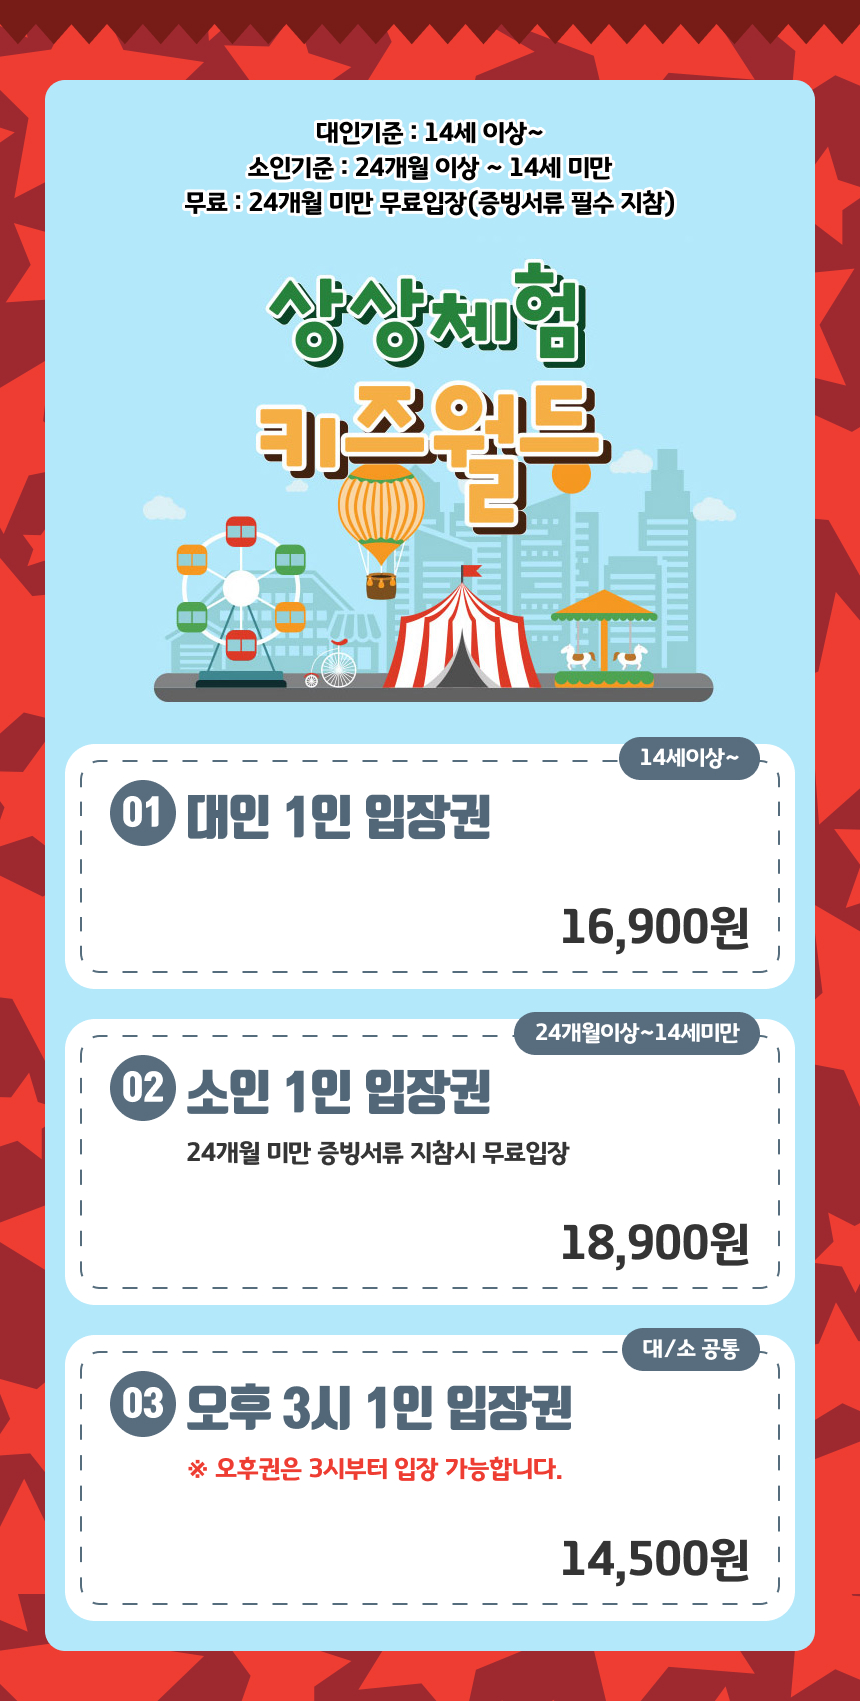 대인기준 : 14세 이상~
소인기준 : 24개월 이상 ~ 14세 미만
무료 : 24개월 미만 무료입장(증빙서류 필수 지참)
상상체험
키즈월드
14세이상~
01 대인 1인 입장권
16,900원
24개월이상~14세미만
02 소인 1인 입장권
24개월 미만 증빙서류 지참시 무료입장
18,900원
대/소 공통
03 오후 3시 1인 입장권
※ 오후권은 3시부터 입장 가능합니다.
14,500원